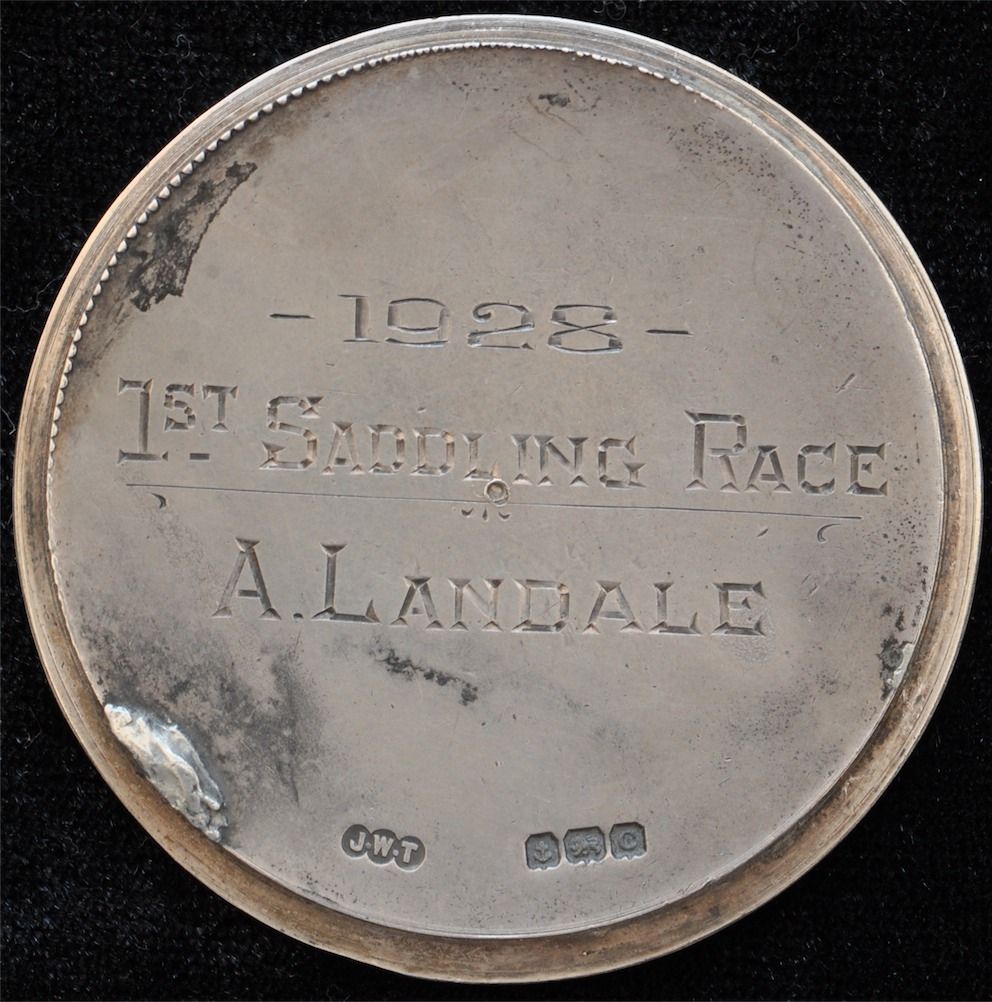 - 1928 -
1ST SADDLING RACE
A. LANDALE
J·W·T C